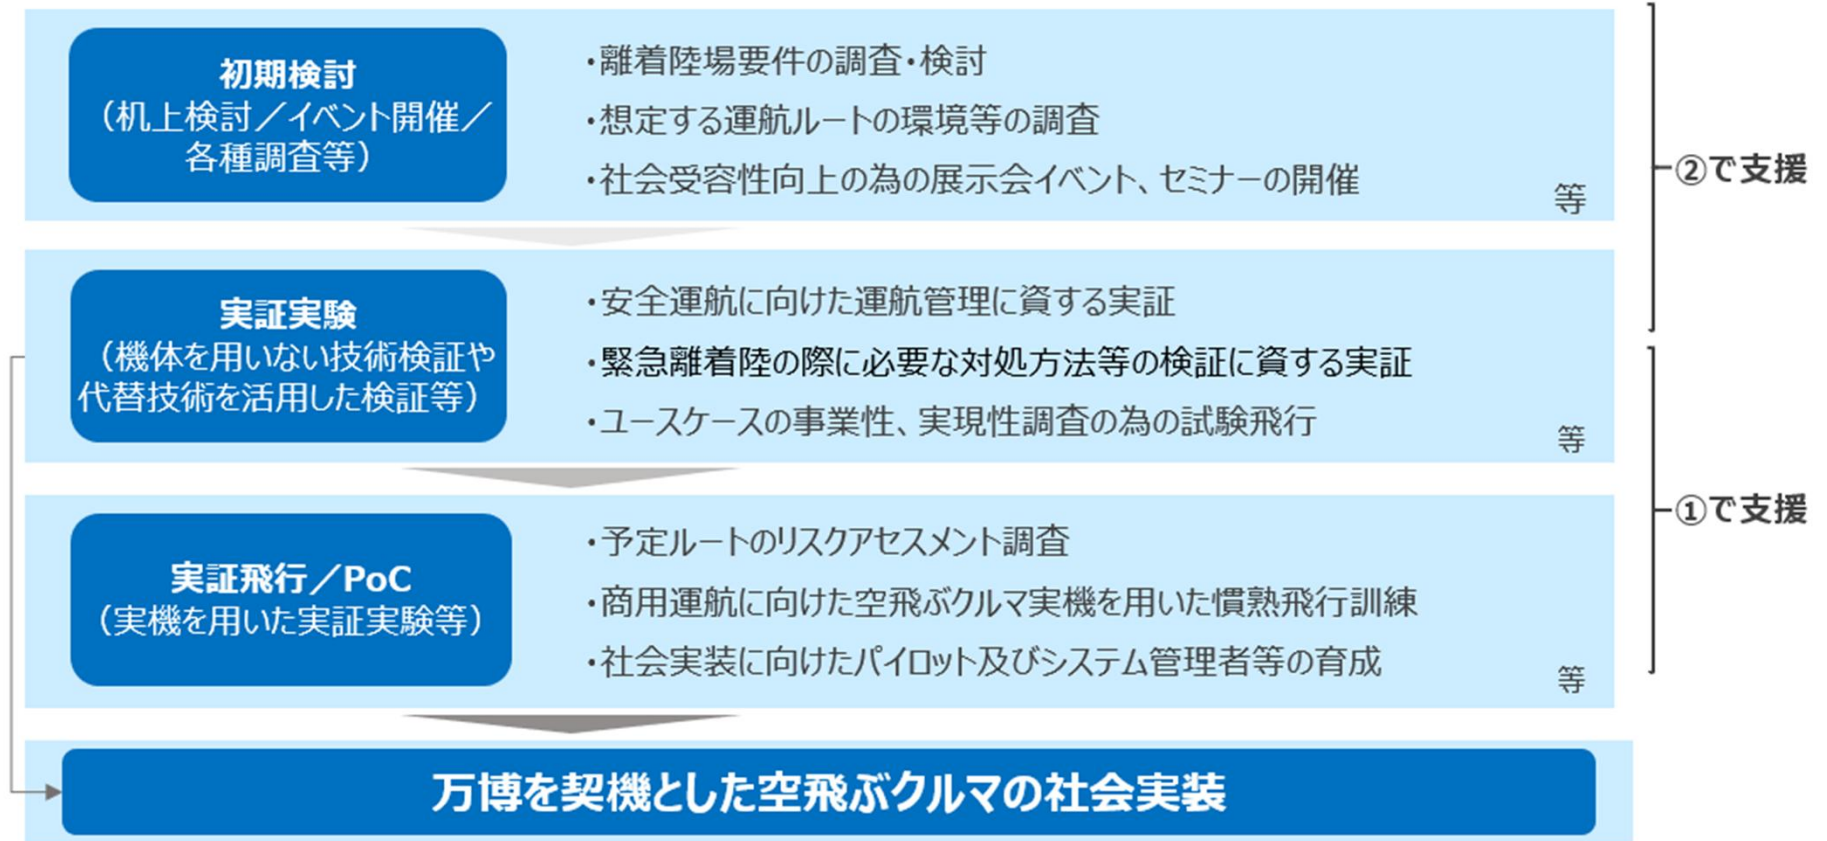 初期検討
（机上検討／イベント開催／
各種調査等）
・離着陸場要件の調査・検討
・想定する運航ルートの環境等の調査
・社会受容性向上の為の展示会イベント、セミナーの開催
等
②で支援
実証実験
（機体を用いない技術検証や
代替技術を活用した検証等）
・安全運航に向けた運航管理に資する実証
・緊急離着陸の際に必要な対処方法等の検証に資する実証
・ユースケースの事業性、実現性調査の為の試験飛行
等
①で支援
実証飛行／PoC
（実機を用いた実証実験等）
・予定ルートのリスクアセスメント調査
・商用運航に向けた空飛ぶクルマ実機を用いた慣熟飛行訓練
・社会実装に向けたパイロット及びシステム管理者等の育成
等
万博を契機とした空飛ぶクルマの社会実装